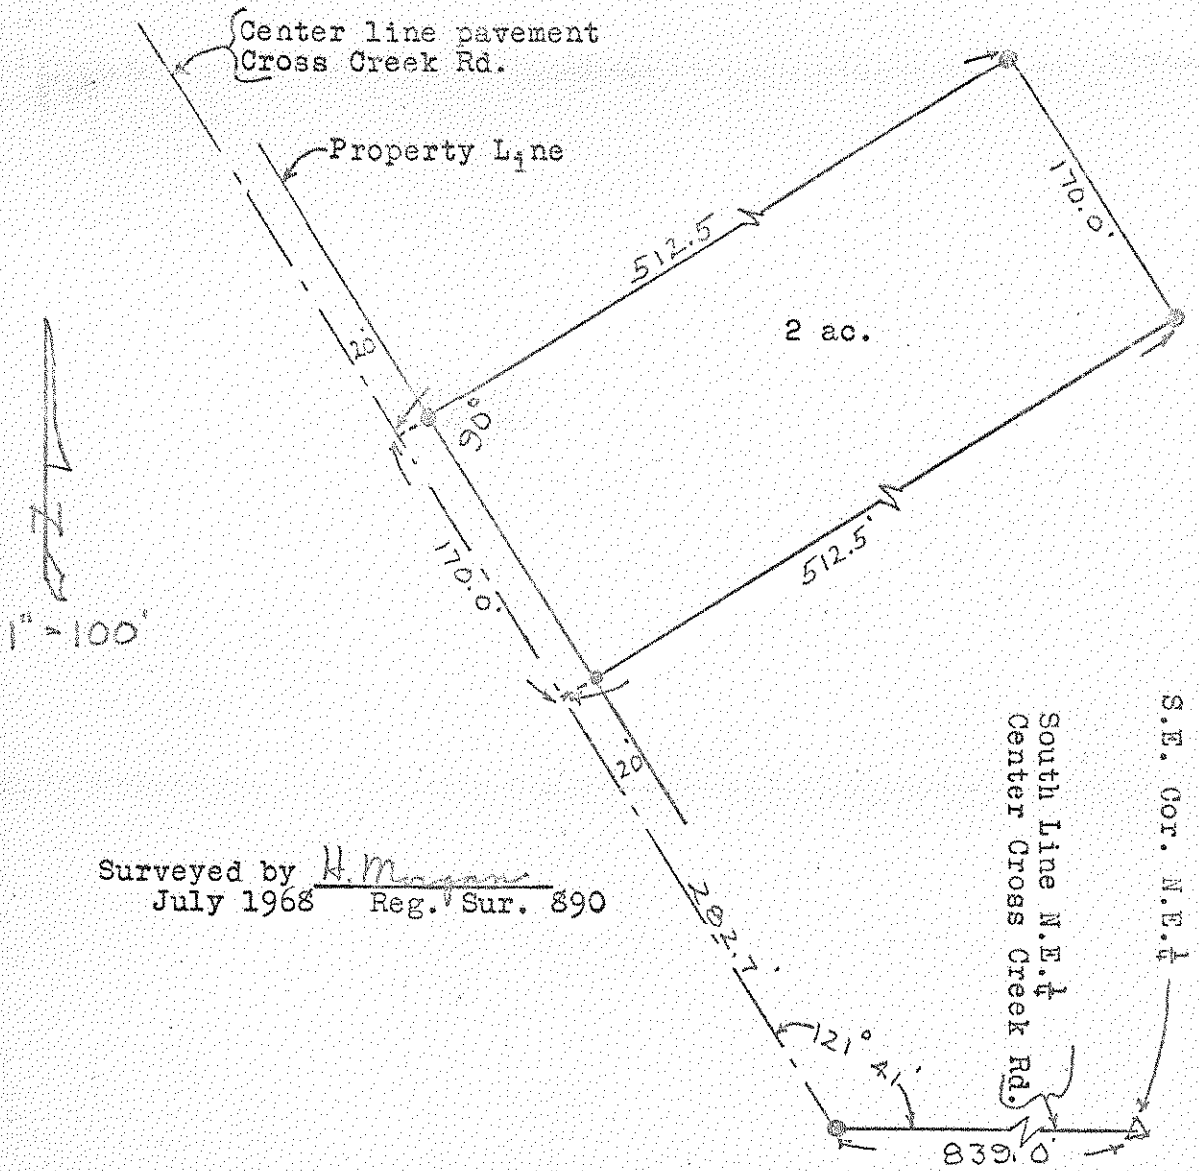 Center line pavement
Cross Creek Rd.
Property Line
512.5'
170.0'
2 ac.
20'
90°
170.0'
512.5'
N
1" = 100'
20'
S.E. Cor. N.E.¼
South Line N.E.¼
Center Cross Creek Rd.
Surveyed by H. Morgan
July 1968 Reg. Sur. 890
282.7'
121° 41'
839.0'